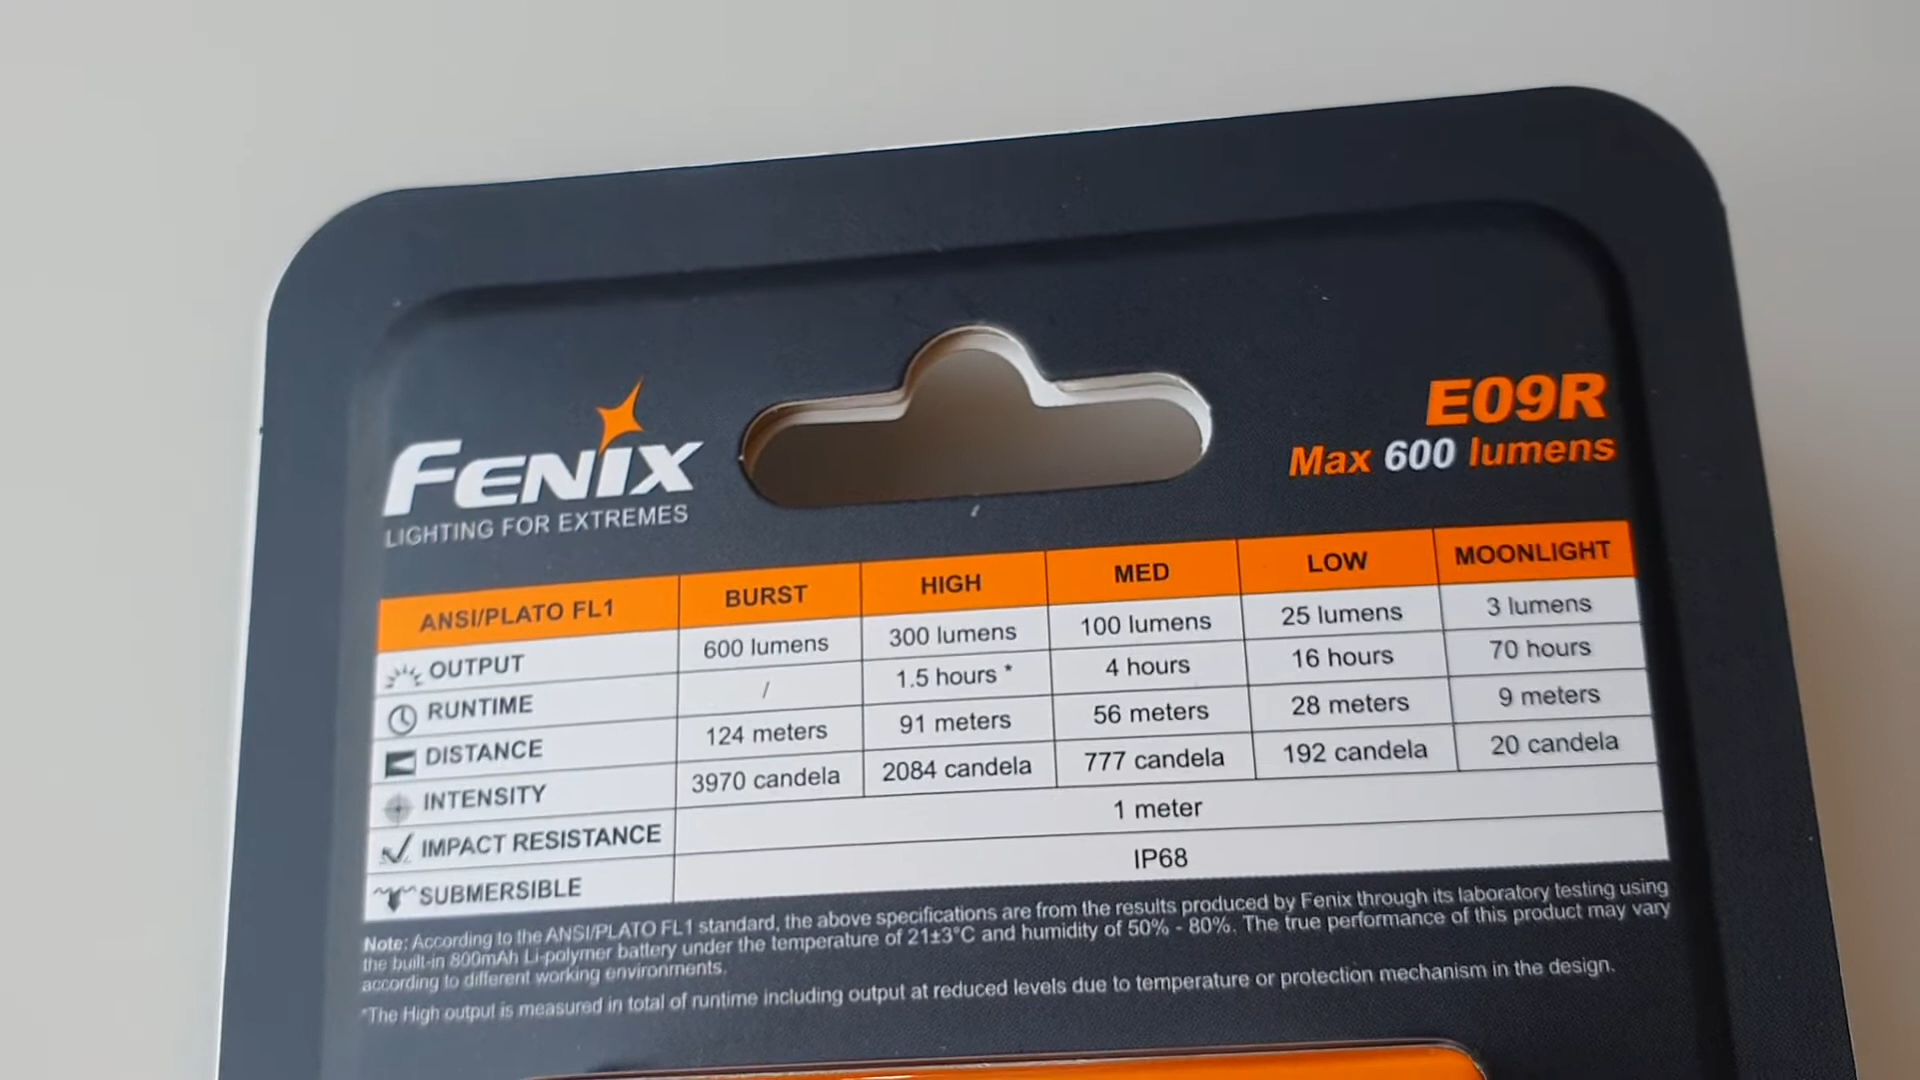 FENIX
LIGHTING FOR EXTREMES
E09R
Max 600 lumens
ANSI/PLATO FL1 BURST HIGH MED LOW MOONLIGHT
OUTPUT 600 lumens 300 lumens 100 lumens 25 lumens 3 lumens
RUNTIME / 1.5 hours * 4 hours 16 hours 70 hours
DISTANCE 124 meters 91 meters 56 meters 28 meters 9 meters
INTENSITY 3970 candela 2084 candela 777 candela 192 candela 20 candela
IMPACT RESISTANCE 1 meter
SUBMERSIBLE IP68
Note: According to the ANSI/PLATO FL1 standard, the above specifications are from the results produced by Fenix through its laboratory testing using
the built-in 800mAh Li-polymer battery under the temperature of 21±3°C and humidity of 50% - 80%. The true performance of this product may vary
according to different working environments.
*The High output is measured in total of runtime including output at reduced levels due to temperature or protection mechanism in the design.